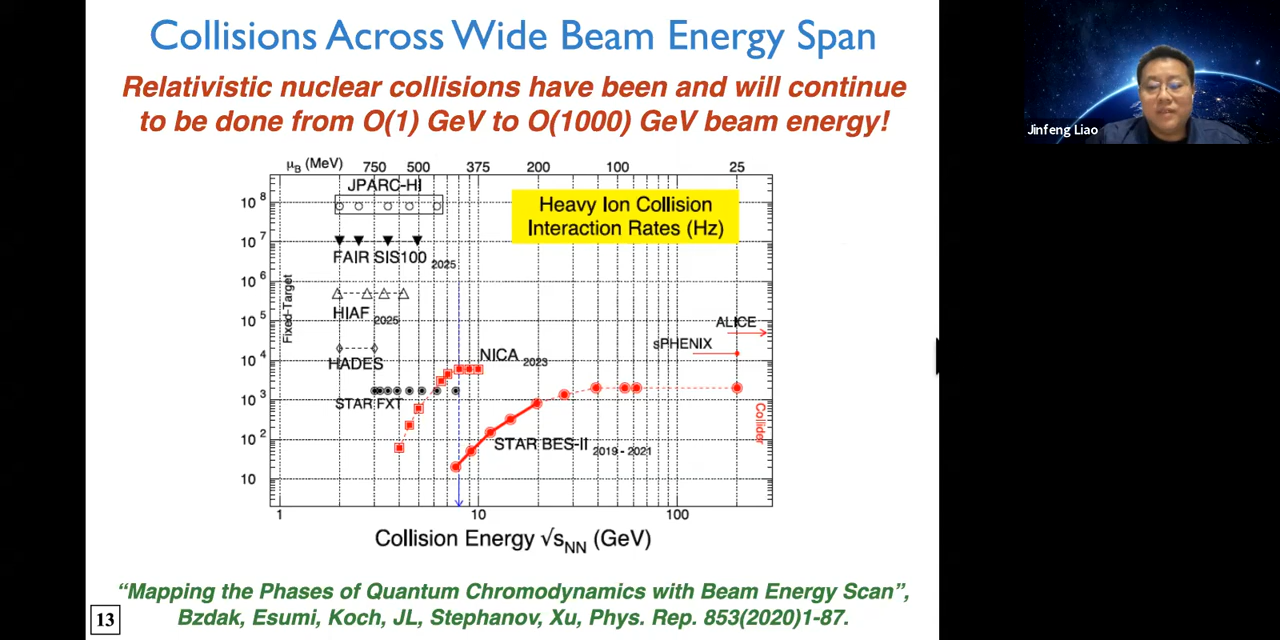 Collisions Across Wide Beam Energy Span
Relativistic nuclear collisions have been and will continue
to be done from O(1) GeV to O(1000) GeV beam energy!
Jinfeng Liao
μB (MeV) 750 500 375 200 100 25
JPARC-HI
Heavy Ion Collision
Interaction Rates (Hz)
10 8
10 7
FAIR SIS100 2025
10 6
Fixed-Target
HIAF 2025
10 5
ALICE
sPHENIX
10 4
HADES
NICA 2023
10 3
STAR FXT
Collider
10 2
STAR BES-II 2019 - 2021
10
1 10 100
Collision Energy √sNN (GeV)
“Mapping the Phases of Quantum Chromodynamics with Beam Energy Scan”,
Bzdak, Esumi, Koch, JL, Stephanov, Xu, Phys. Rep. 853(2020)1-87.
13